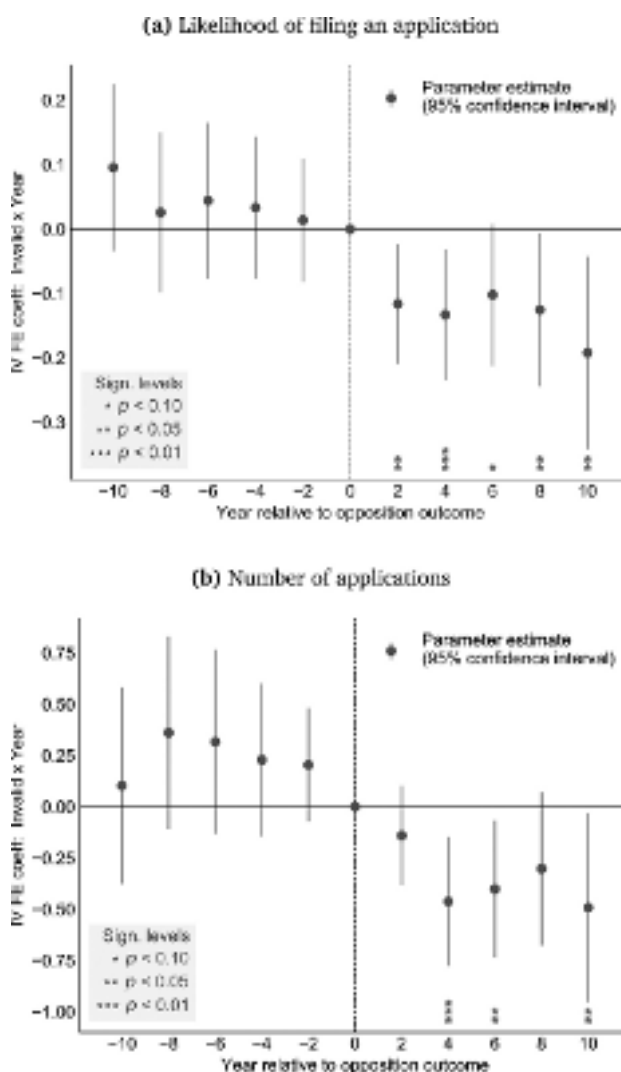 (a) Likelihood of filing an application
Parameter estimate
(95% confidence interval)
0.2
0.1
0.0
−0.1
−0.2
−0.3
IV FE coeff: Invalid x Year
Sign. levels
* p < 0.10
** p < 0.05
*** p < 0.01
** *** * ** **
−10 −8 −6 −4 −2 0 2 4 6 8 10
Year relative to opposition outcome
(b) Number of applications
Parameter estimate
(95% confidence interval)
0.75
0.50
0.25
0.00
−0.25
−0.50
−0.75
−1.00
IV FE coeff: Invalid x Year
Sign. levels
* p < 0.10
** p < 0.05
*** p < 0.01
*** ** **
−10 −8 −6 −4 −2 0 2 4 6 8 10
Year relative to opposition outcome